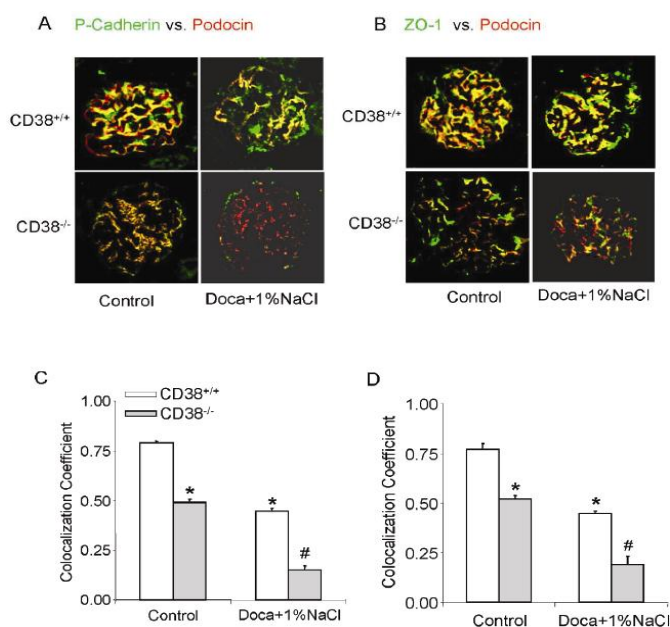 A P-Cadherin vs. Podocin
B ZO-1 vs. Podocin
CD38+/+
CD38-/-
Control Doca+1%NaCl
CD38+/+
CD38-/-
Control Doca+1%NaCl
C
CD38+/+
CD38-/-
Colocalization Coefficient
1.00
0.75
0.50
0.25
0.00
*
*
#
Control Doca+1%NaCl
D
Colocalization Coefficient
1.00
0.75
0.50
0.25
0.00
*
*
#
Control Doca+1%NaCl